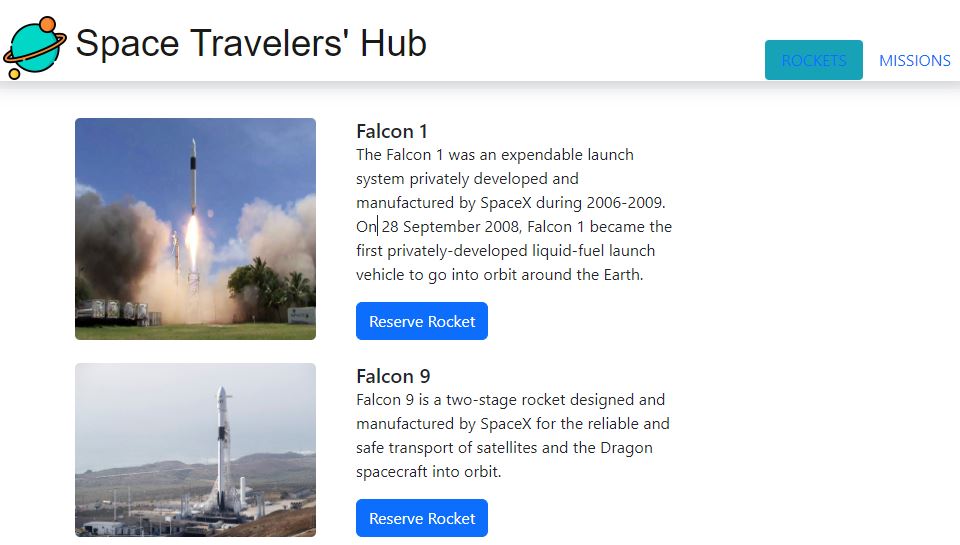 Space Travelers' Hub
ROCKETS
MISSIONS
Falcon 1
The Falcon 1 was an expendable launch
system privately developed and
manufactured by SpaceX during 2006-2009.
On 28 September 2008, Falcon 1 became the
first privately-developed liquid-fuel launch
vehicle to go into orbit around the Earth.
Reserve Rocket
Falcon 9
Falcon 9 is a two-stage rocket designed and
manufactured by SpaceX for the reliable and
safe transport of satellites and the Dragon
spacecraft into orbit.
Reserve Rocket